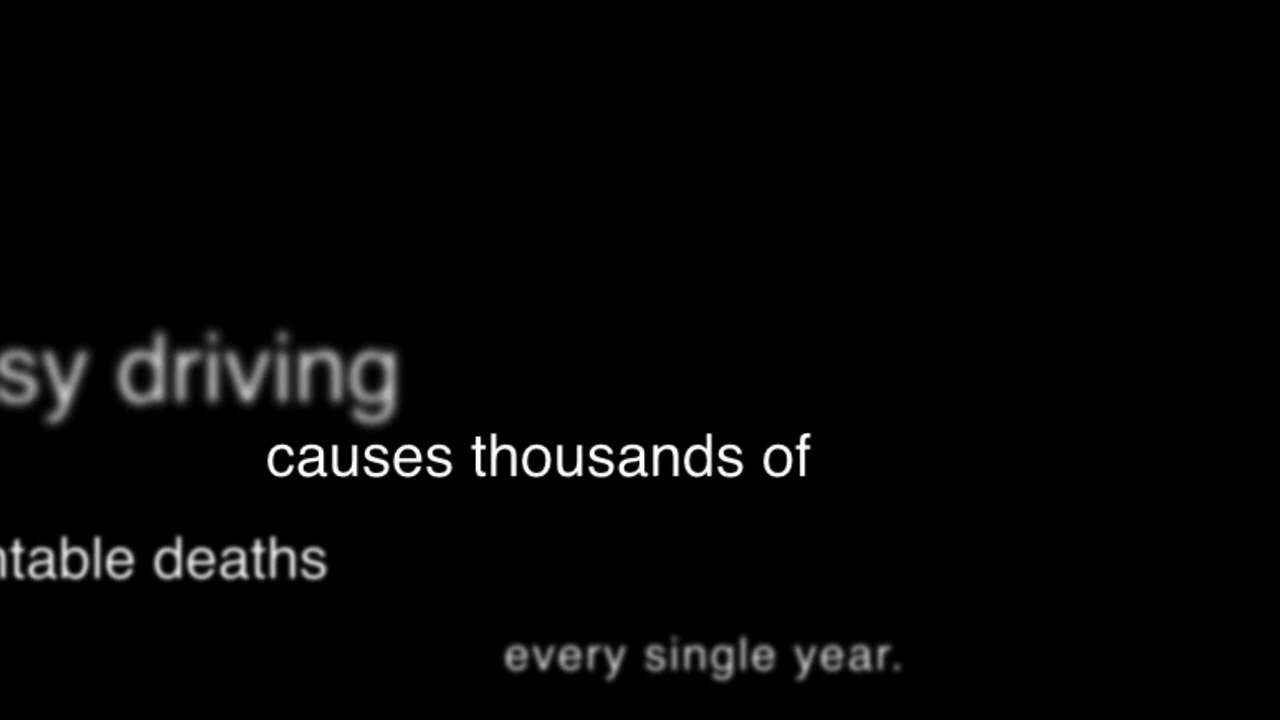 sy driving
causes thousands of
ntable deaths
every single year.